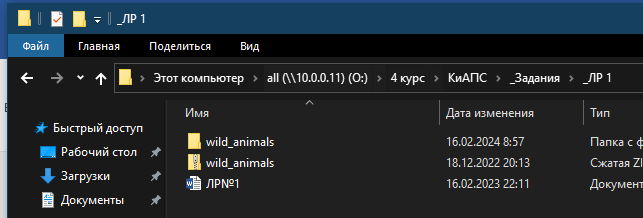 _ЛР 1
Файл Главная Поделиться Вид
Этот компьютер all (\\10.0.0.11) (O:) 4 курс КиАПС _Задания _ЛР 1
Имя Дата изменения Тип
Быстрый доступ
wild_animals 16.02.2024 8:57 Папка с ф
Рабочий стол
wild_animals 18.12.2022 20:13 Сжатая ZI
Загрузки
ЛР№1 16.02.2023 22:11 Документ
Документы